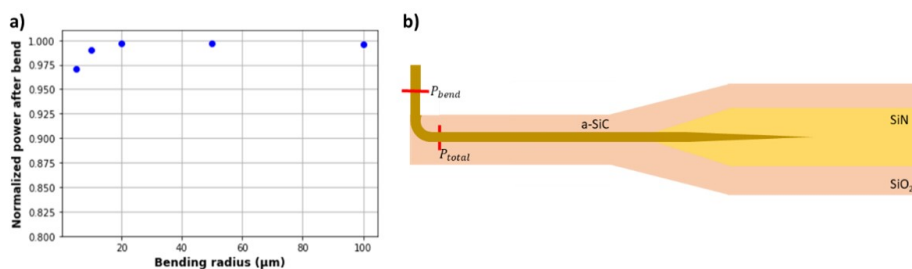 a)
Normalized power after bend
1.000
0.975
0.950
0.925
0.900
0.875
0.850
0.825
0.800
20
40
60
80
100
Bending radius (μm)
b)
P_bend
a-SiC
P_total
SiN
SiO₂